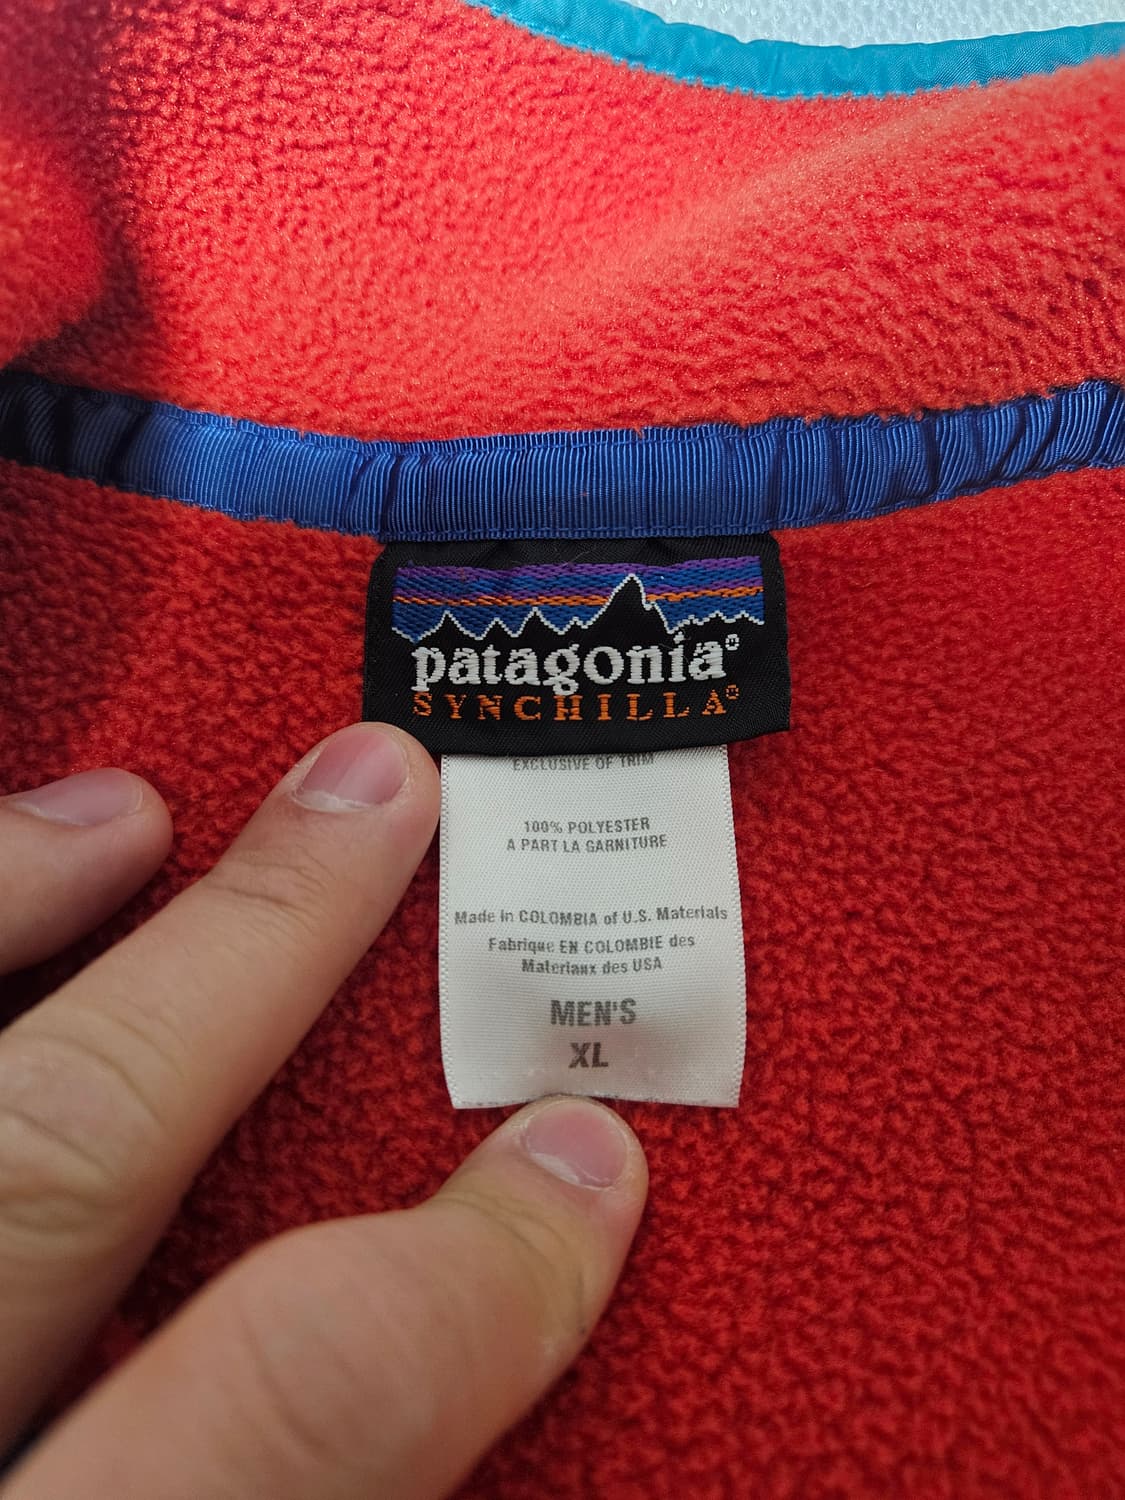 patagonia®
SYNCHILLA®
EXCLUSIVE OF TRIM
100% POLYESTER
A PART LA GARNITURE
Made in COLOMBIA of U.S. Materials
Fabrique EN COLOMBIE des
Materiaux des USA
MEN'S
XL